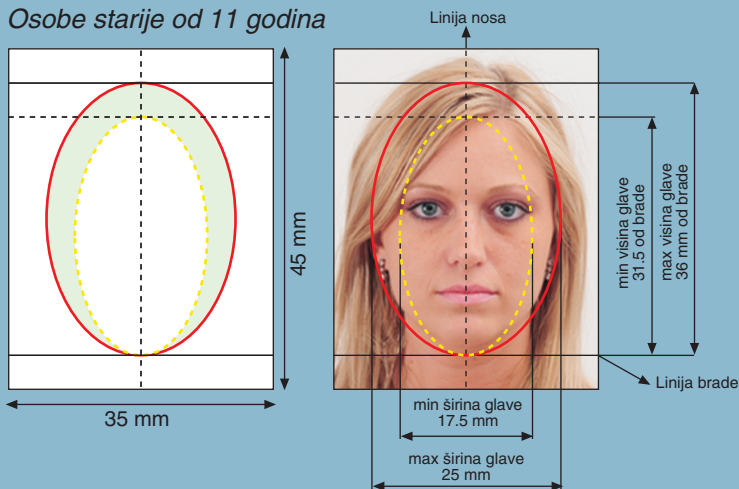 Osobe starije od 11 godina
Linija nosa
45 mm
35 mm
min visina glave
31.5 od brade
max visina glave
36 mm od brade
Linija brade
min širina glave
17.5 mm
max širina glave
25 mm